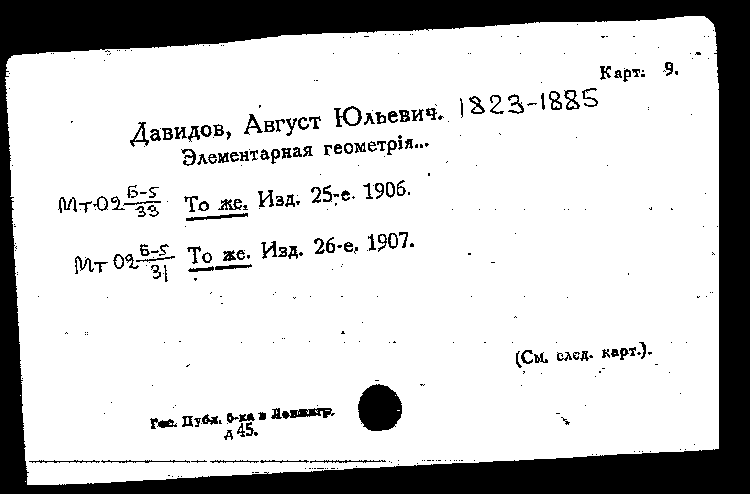 Карт. 9.
Давидов, Август Юльевич. 1823-1885
Элементарная геометрія...
Мт-02 Б-5/33 То же. Изд. 25-е. 1906.
Мт 02 Б-5/31 То же. Изд. 26-е. 1907.
(См. след. карт.).
Гос. Публ. б-ка в Ленингр.
д 45.